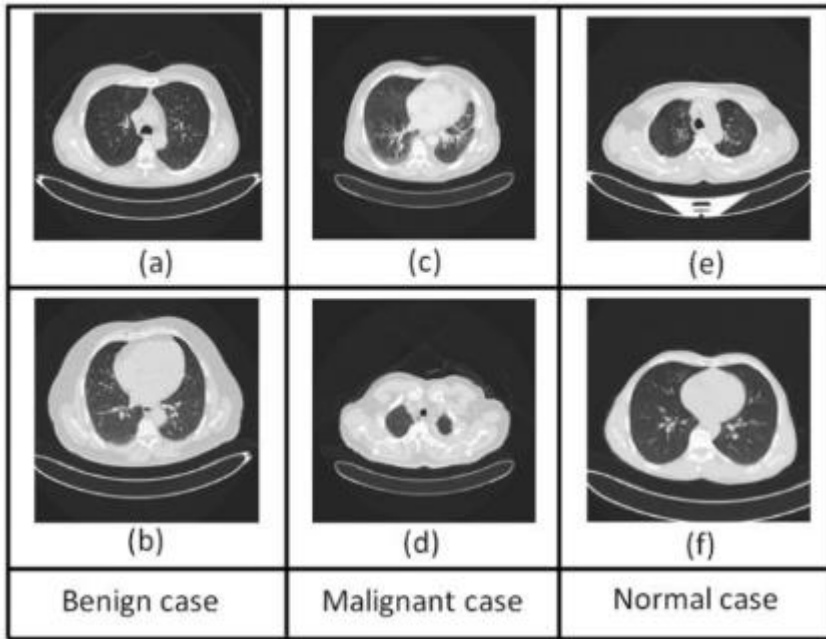 (a)
(c)
(e)
(b)
(d)
(f)
Benign case
Malignant case
Normal case